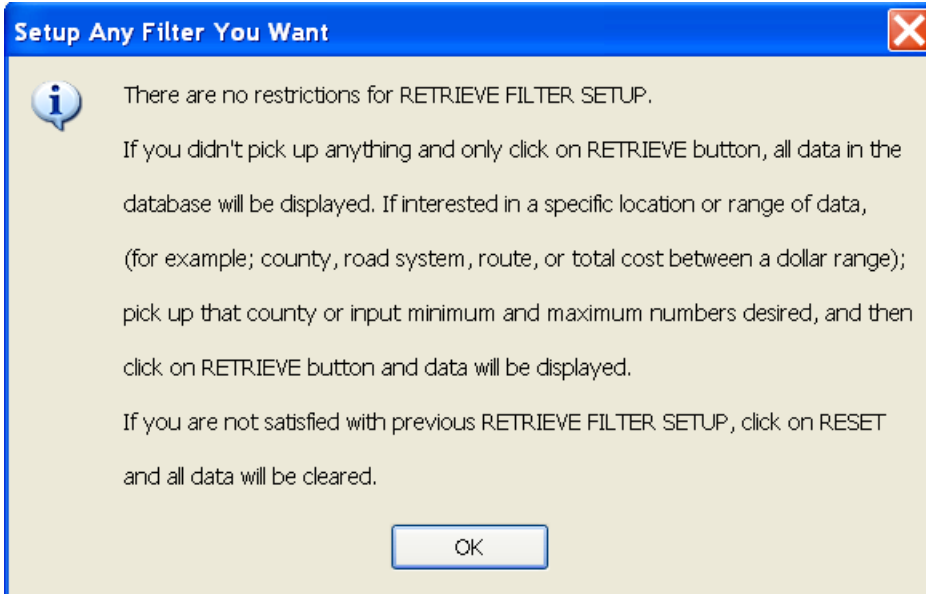 Setup Any Filter You Want
There are no restrictions for RETRIEVE FILTER SETUP.
If you didn't pick up anything and only click on RETRIEVE button, all data in the
database will be displayed. If interested in a specific location or range of data,
(for example; county, road system, route, or total cost between a dollar range);
pick up that county or input minimum and maximum numbers desired, and then
click on RETRIEVE button and data will be displayed.
If you are not satisfied with previous RETRIEVE FILTER SETUP, click on RESET
and all data will be cleared.
OK